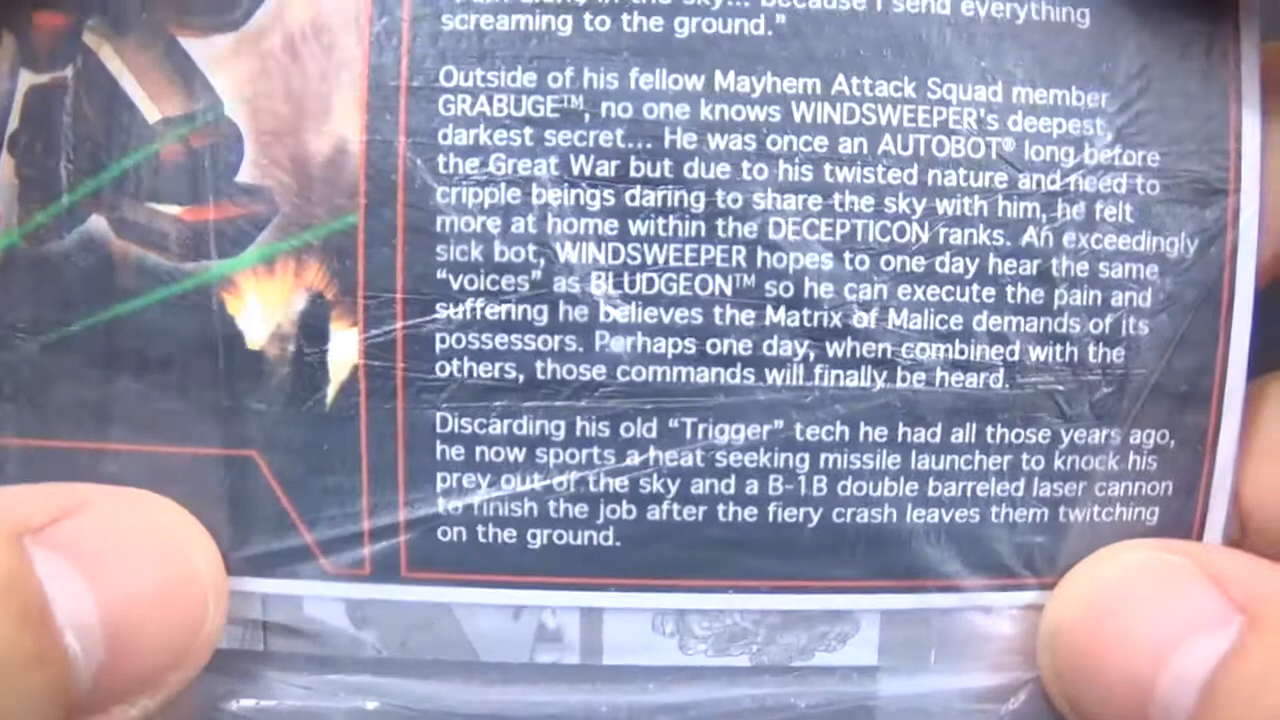 in the sky... because I send everything
screaming to the ground."
Outside of his fellow Mayhem Attack Squad member
GRABUGE™, no one knows WINDSWEEPER's deepest,
darkest secret... He was once an AUTOBOT® long before
the Great War but due to his twisted nature and need to
cripple beings daring to share the sky with him, he felt
more at home within the DECEPTICON ranks. An exceedingly
sick bot, WINDSWEEPER hopes to one day hear the same
“voices” as BLUDGEON™ so he can execute the pain and
suffering he believes the Matrix of Malice demands of its
possessors. Perhaps one day, when combined with the
others, those commands will finally be heard.
Discarding his old “Trigger” tech he had all those years ago,
he now sports a heat seeking missile launcher to knock his
prey out of the sky and a B-1B double barreled laser cannon
to finish the job after the fiery crash leaves them twitching
on the ground.